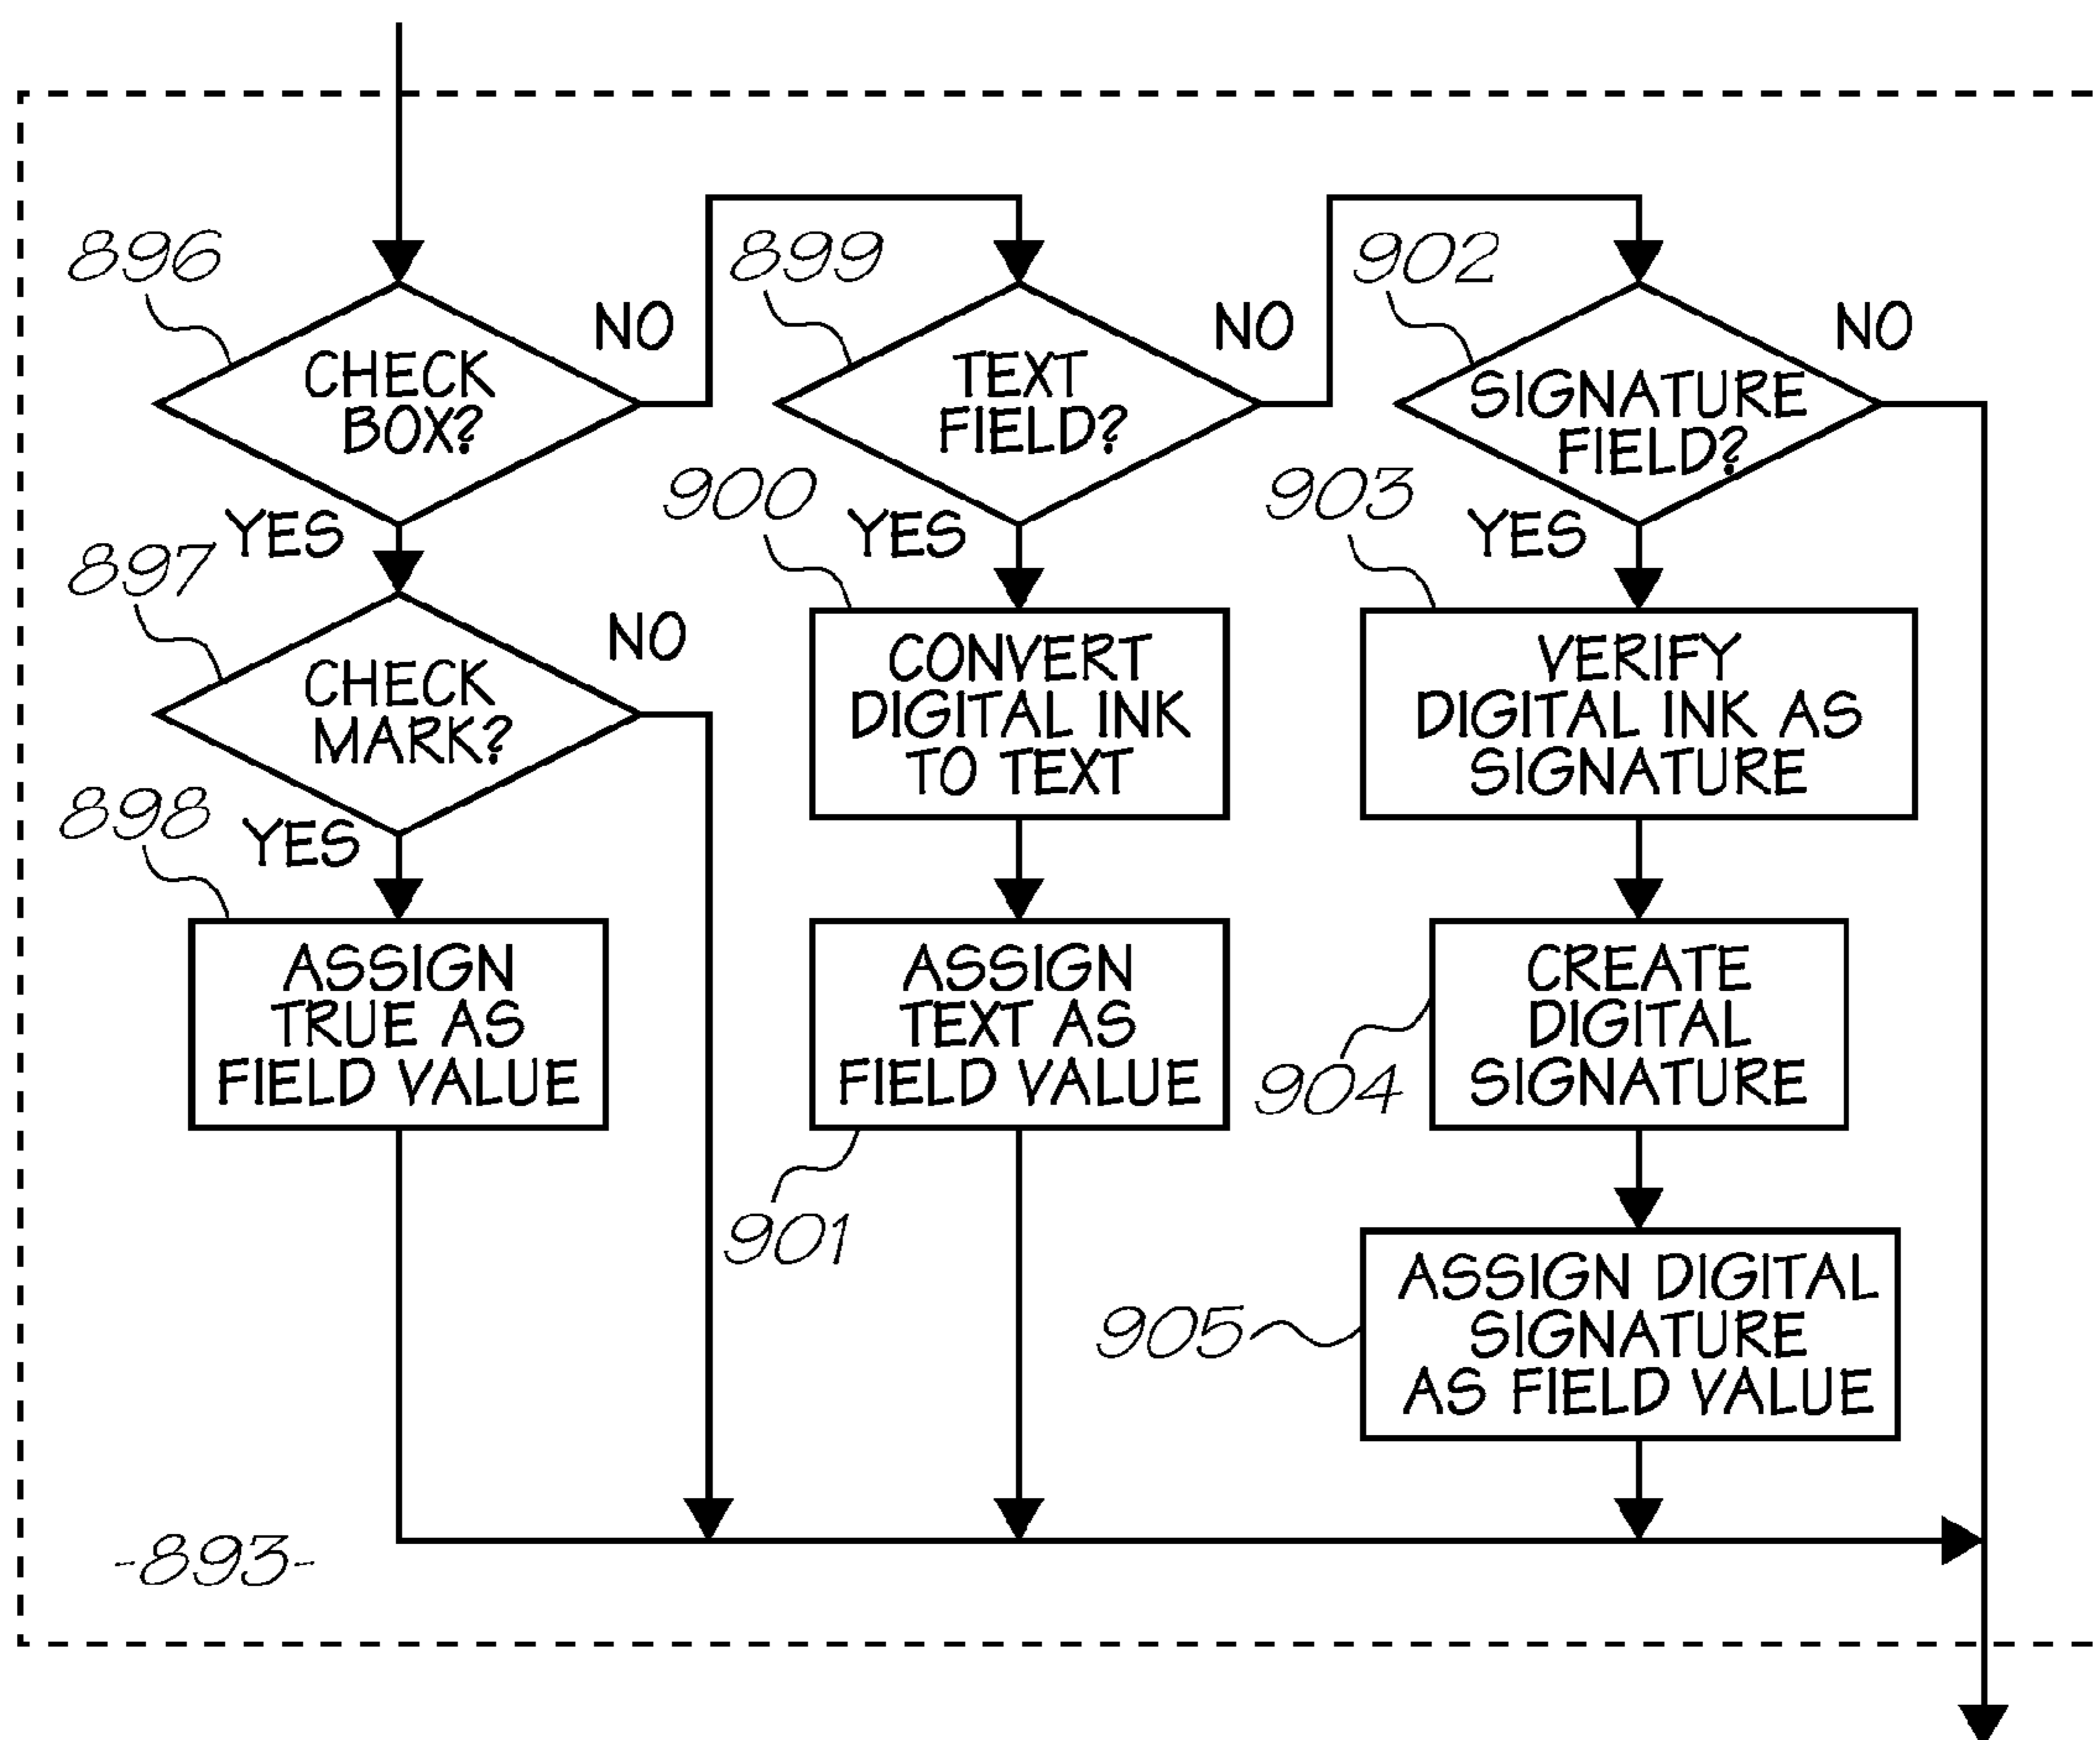 896
CHECK
BOX?
NO
YES
897
CHECK
MARK?
NO
YES
898
ASSIGN
TRUE AS
FIELD VALUE
899
TEXT
FIELD?
NO
YES
900
CONVERT
DIGITAL INK
TO TEXT
ASSIGN
TEXT AS
FIELD VALUE
901
902
SIGNATURE
FIELD?
NO
YES
903
VERIFY
DIGITAL INK AS
SIGNATURE
CREATE
DIGITAL
SIGNATURE
904
ASSIGN DIGITAL
SIGNATURE
AS FIELD VALUE
905
-893-